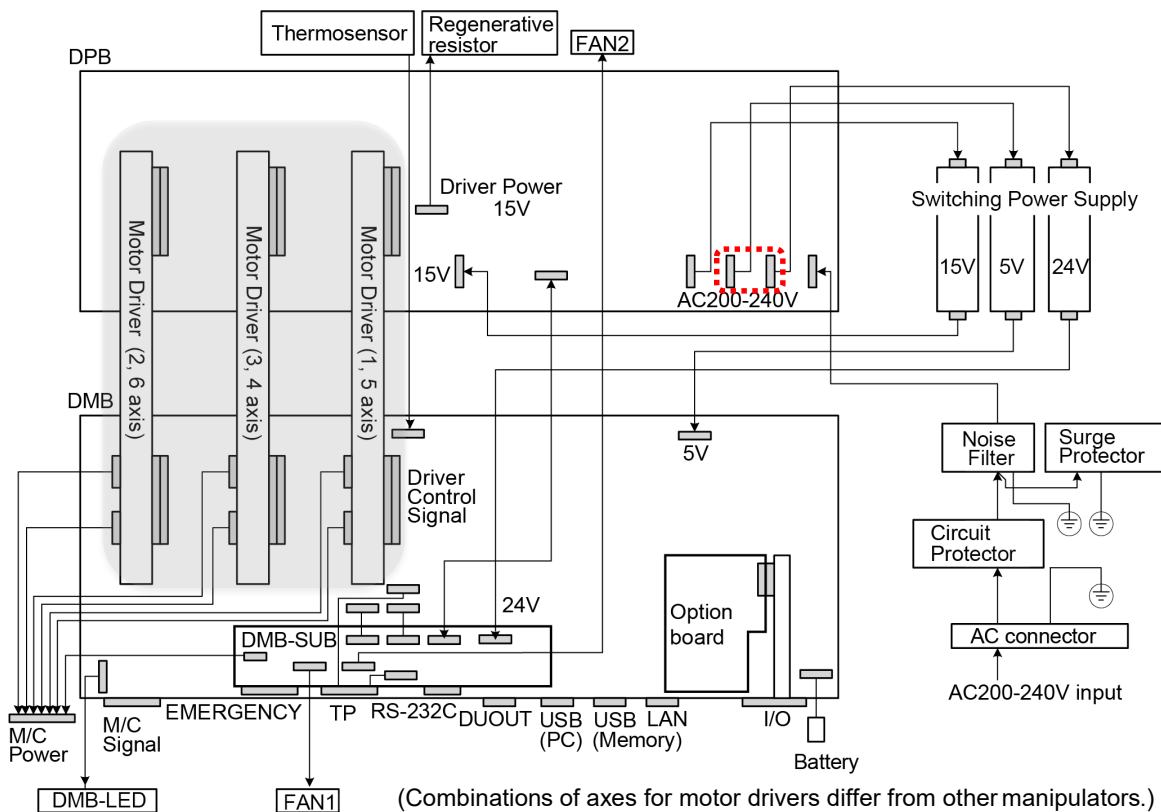 Thermosensor
Regenerative
resistor
FAN2
DPB
Motor Driver (2, 6 axis)
Motor Driver (3, 4 axis)
Motor Driver (1, 5 axis)
Driver Power
15V
15V
AC200-240V
Switching Power Supply
15V
5V
24V
DMB
5V
Driver
Control
Signal
Noise
Filter
Surge
Protector
Circuit
Protector
24V
DMB-SUB
Option
board
AC connector
AC200-240V input
M/C
Power
M/C
Signal
EMERGENCY
TP
RS-232C
DUOUT
USB
(PC)
USB
(Memory)
LAN
I/O
Battery
DMB-LED
FAN1
(Combinations of axes for motor drivers differ from other manipulators.)